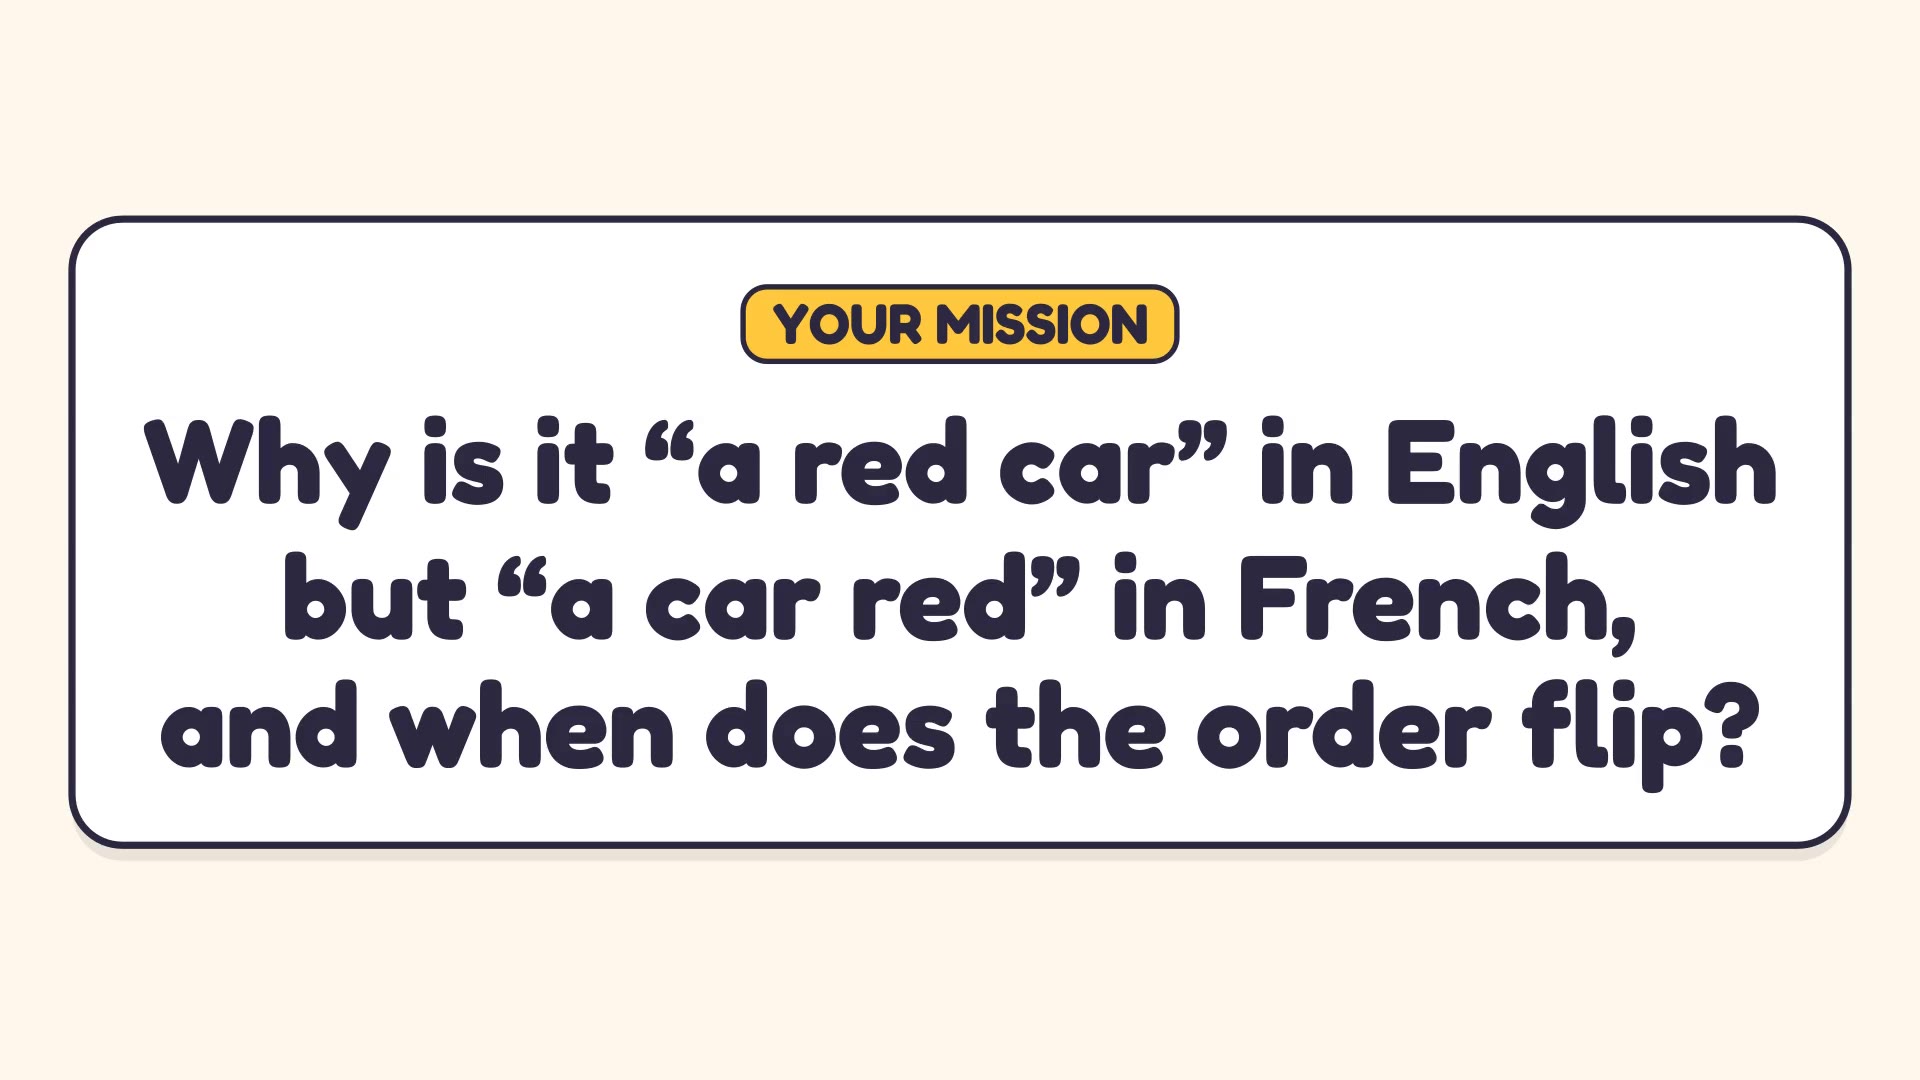 YOUR MISSION
Why is it “a red car” in English
but “a car red” in French,
and when does the order flip?